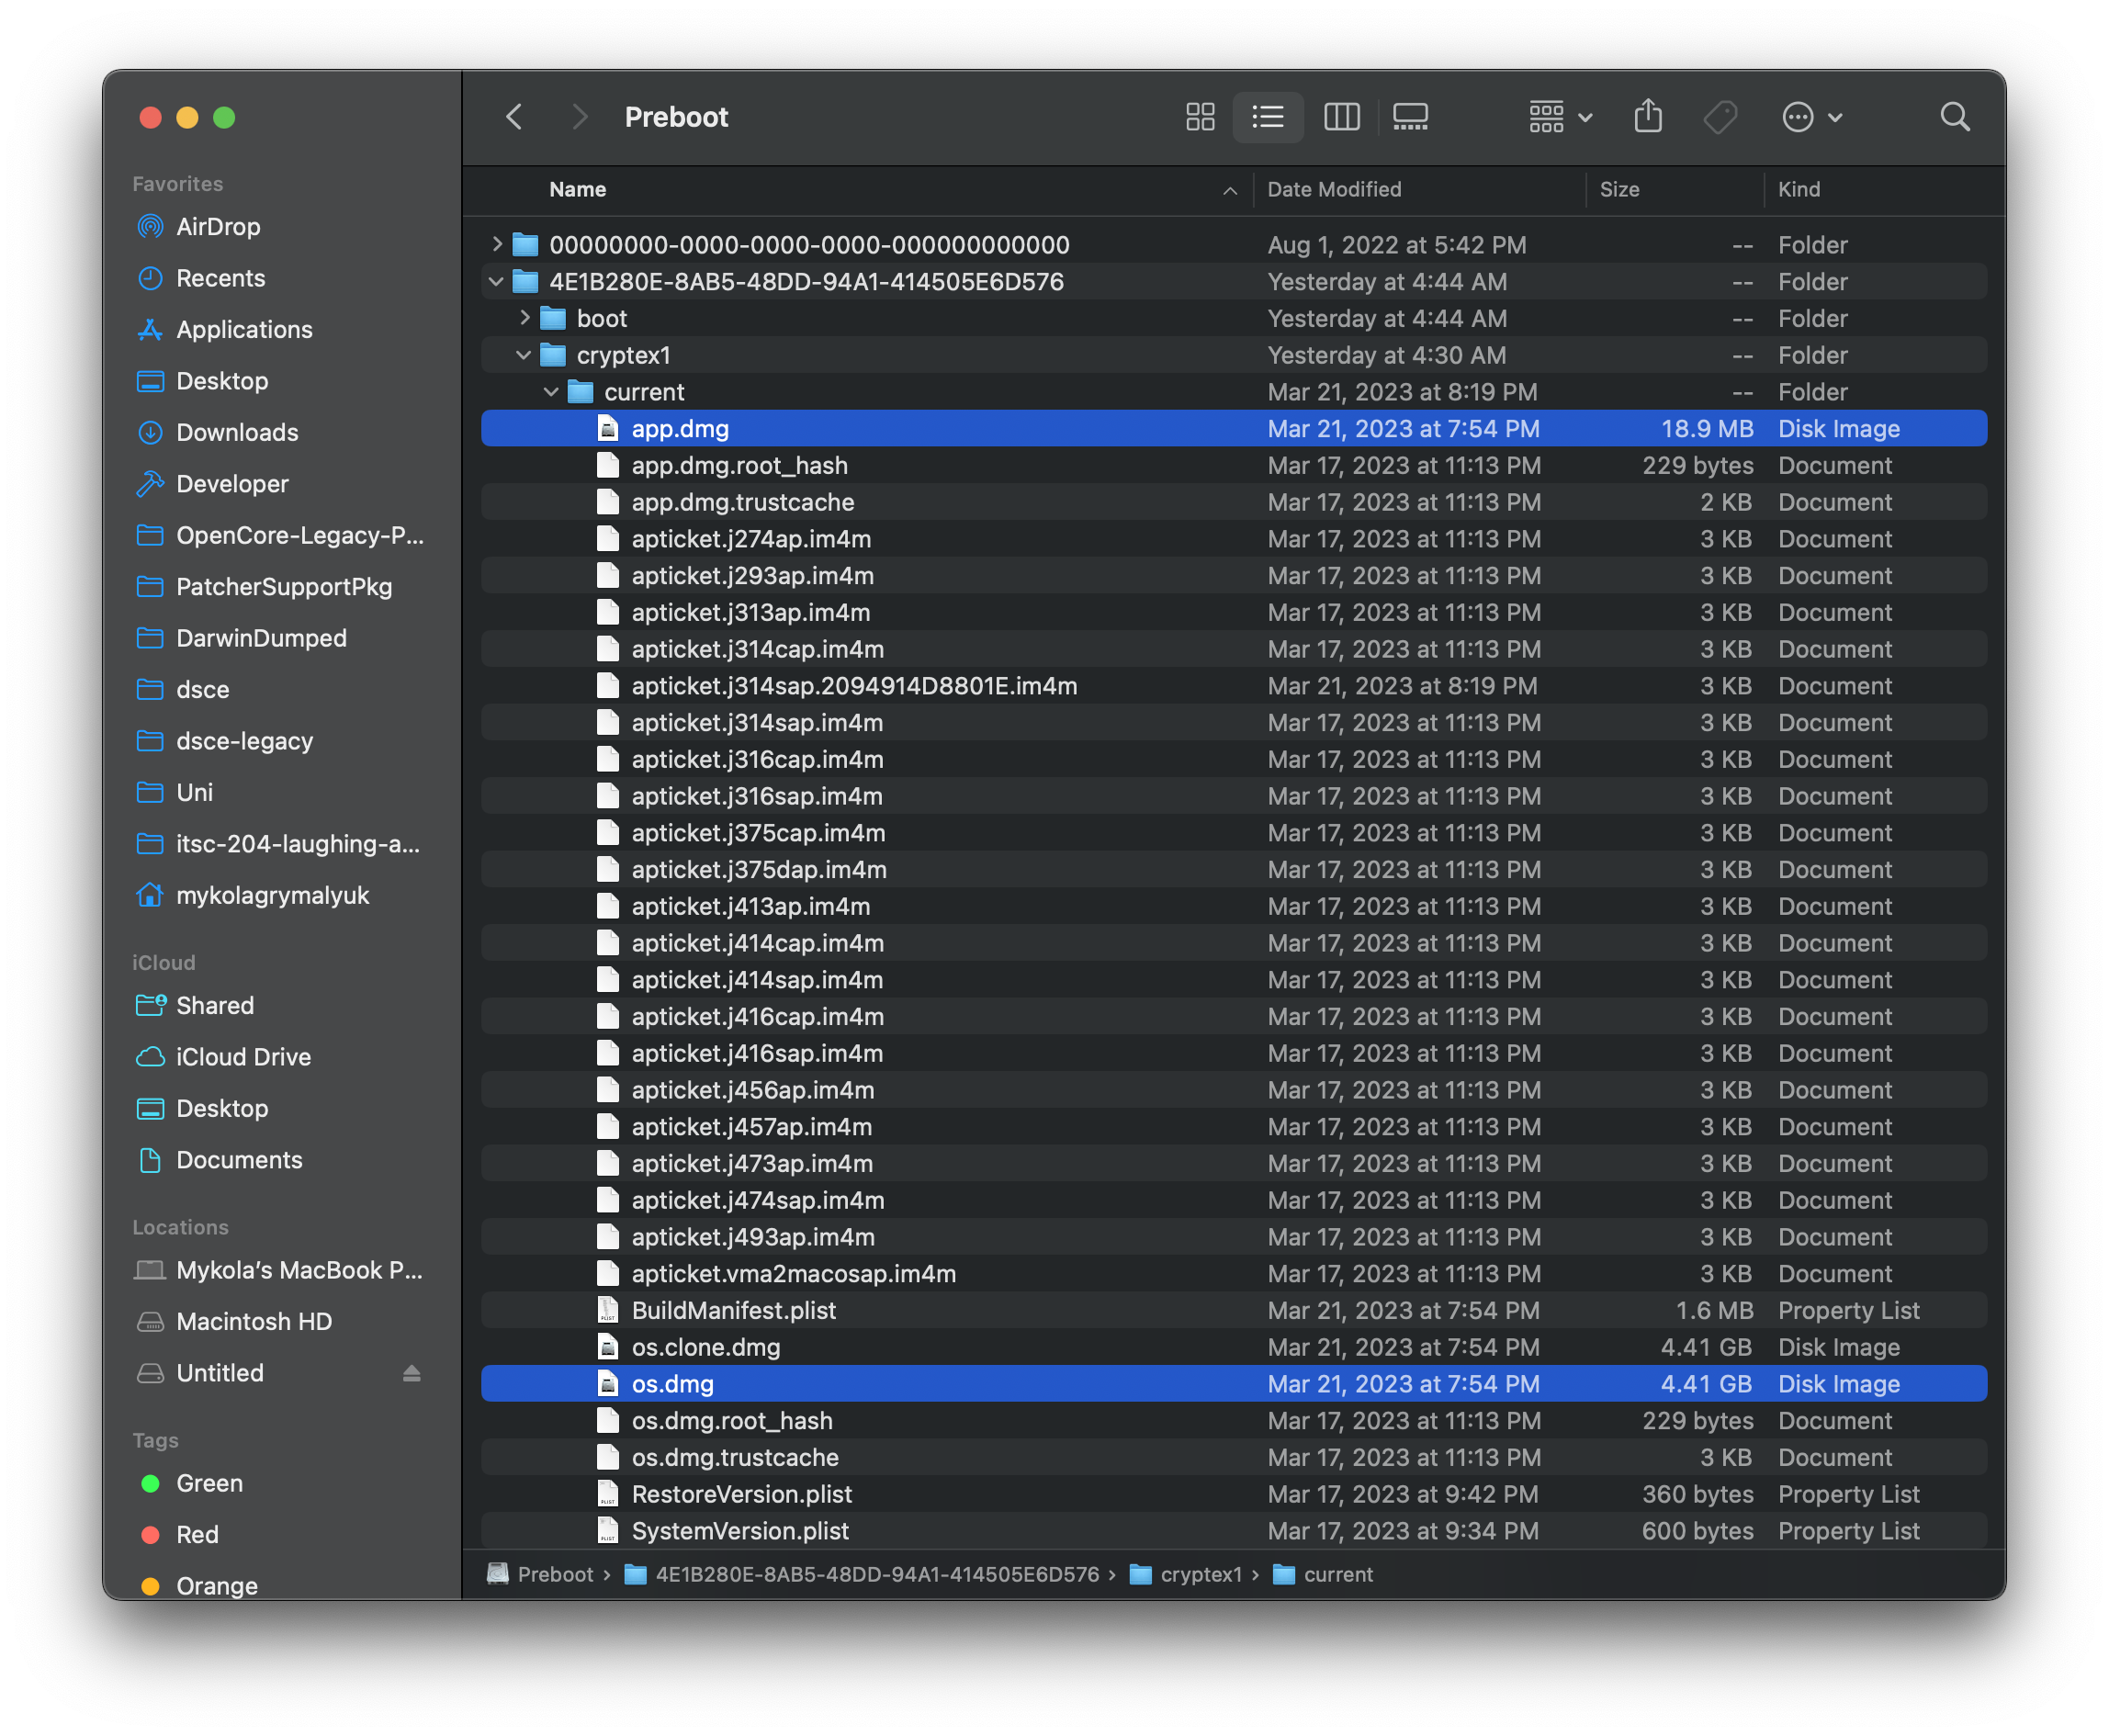 Preboot
Favorites
AirDrop
Recents
Applications
Desktop
Downloads
Developer
OpenCore-Legacy-P...
PatcherSupportPkg
DarwinDumped
dsce
dsce-legacy
Uni
itsc-204-laughing-a...
mykolagrymalyuk
iCloud
Shared
iCloud Drive
Desktop
Documents
Locations
Mykola’s MacBook P...
Macintosh HD
Untitled
Tags
Green
Red
Orange
Name Date Modified Size Kind
00000000-0000-0000-0000-000000000000 Aug 1, 2022 at 5:42 PM -- Folder
4E1B280E-8AB5-48DD-94A1-414505E6D576 Yesterday at 4:44 AM -- Folder
boot Yesterday at 4:44 AM -- Folder
cryptex1 Yesterday at 4:30 AM -- Folder
current Mar 21, 2023 at 8:19 PM -- Folder
app.dmg Mar 21, 2023 at 7:54 PM 18.9 MB Disk Image
app.dmg.root_hash Mar 17, 2023 at 11:13 PM 229 bytes Document
app.dmg.trustcache Mar 17, 2023 at 11:13 PM 2 KB Document
apticket.j274ap.im4m Mar 17, 2023 at 11:13 PM 3 KB Document
apticket.j293ap.im4m Mar 17, 2023 at 11:13 PM 3 KB Document
apticket.j313ap.im4m Mar 17, 2023 at 11:13 PM 3 KB Document
apticket.j314cap.im4m Mar 17, 2023 at 11:13 PM 3 KB Document
apticket.j314sap.2094914D8801E.im4m Mar 21, 2023 at 8:19 PM 3 KB Document
apticket.j314sap.im4m Mar 17, 2023 at 11:13 PM 3 KB Document
apticket.j316cap.im4m Mar 17, 2023 at 11:13 PM 3 KB Document
apticket.j316sap.im4m Mar 17, 2023 at 11:13 PM 3 KB Document
apticket.j375cap.im4m Mar 17, 2023 at 11:13 PM 3 KB Document
apticket.j375dap.im4m Mar 17, 2023 at 11:13 PM 3 KB Document
apticket.j413ap.im4m Mar 17, 2023 at 11:13 PM 3 KB Document
apticket.j414cap.im4m Mar 17, 2023 at 11:13 PM 3 KB Document
apticket.j414sap.im4m Mar 17, 2023 at 11:13 PM 3 KB Document
apticket.j416cap.im4m Mar 17, 2023 at 11:13 PM 3 KB Document
apticket.j416sap.im4m Mar 17, 2023 at 11:13 PM 3 KB Document
apticket.j456ap.im4m Mar 17, 2023 at 11:13 PM 3 KB Document
apticket.j457ap.im4m Mar 17, 2023 at 11:13 PM 3 KB Document
apticket.j473ap.im4m Mar 17, 2023 at 11:13 PM 3 KB Document
apticket.j474sap.im4m Mar 17, 2023 at 11:13 PM 3 KB Document
apticket.j493ap.im4m Mar 17, 2023 at 11:13 PM 3 KB Document
apticket.vma2macosap.im4m Mar 17, 2023 at 11:13 PM 3 KB Document
BuildManifest.plist Mar 21, 2023 at 7:54 PM 1.6 MB Property List
os.clone.dmg Mar 21, 2023 at 7:54 PM 4.41 GB Disk Image
os.dmg Mar 21, 2023 at 7:54 PM 4.41 GB Disk Image
os.dmg.root_hash Mar 17, 2023 at 11:13 PM 229 bytes Document
os.dmg.trustcache Mar 17, 2023 at 11:13 PM 3 KB Document
RestoreVersion.plist Mar 17, 2023 at 9:42 PM 360 bytes Property List
SystemVersion.plist Mar 17, 2023 at 9:34 PM 600 bytes Property List
Preboot › 4E1B280E-8AB5-48DD-94A1-414505E6D576 › cryptex1 › current